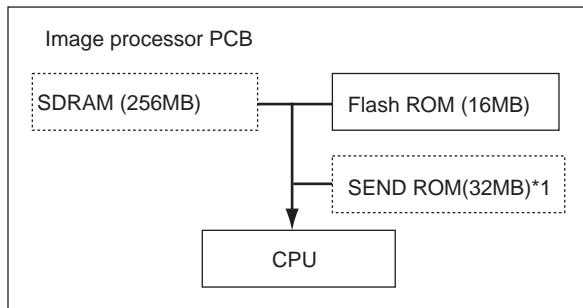 Image processor PCB
SDRAM (256MB)
Flash ROM (16MB)
SEND ROM(32MB)*1
CPU